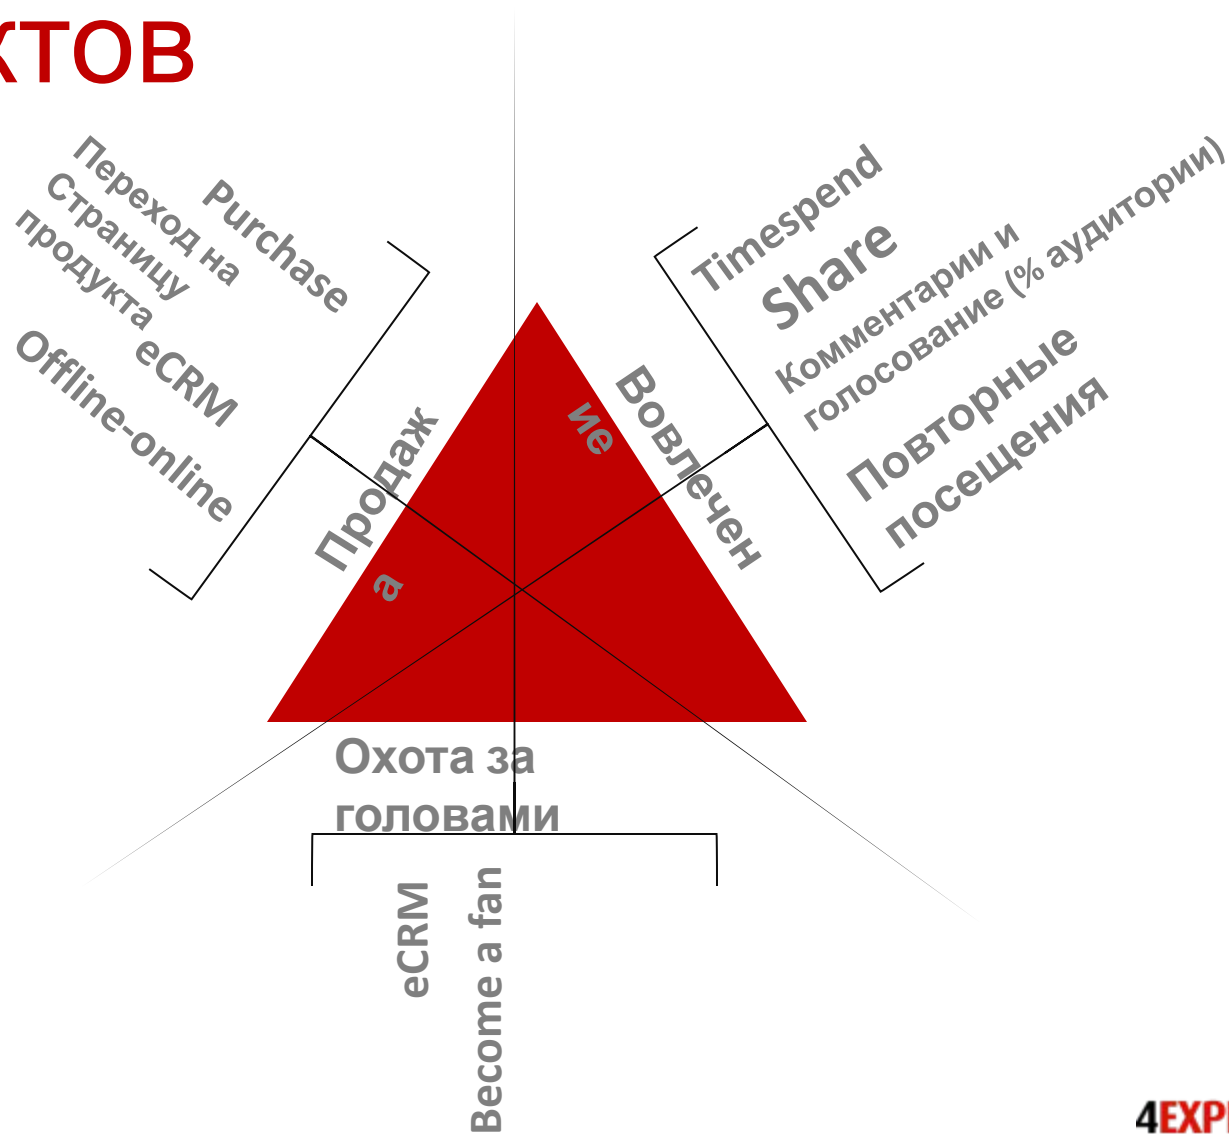 КТОВ
Purchase
Переход на
Страницу
продукта
eCRM
Offline-online
Продаж
а
Timespend
Share
Комментарии и
голосование (% аудитории)
Повторные
посещения
Вовлечен
ие
Охота за
головами
eCRM
Become a fan
4EXP